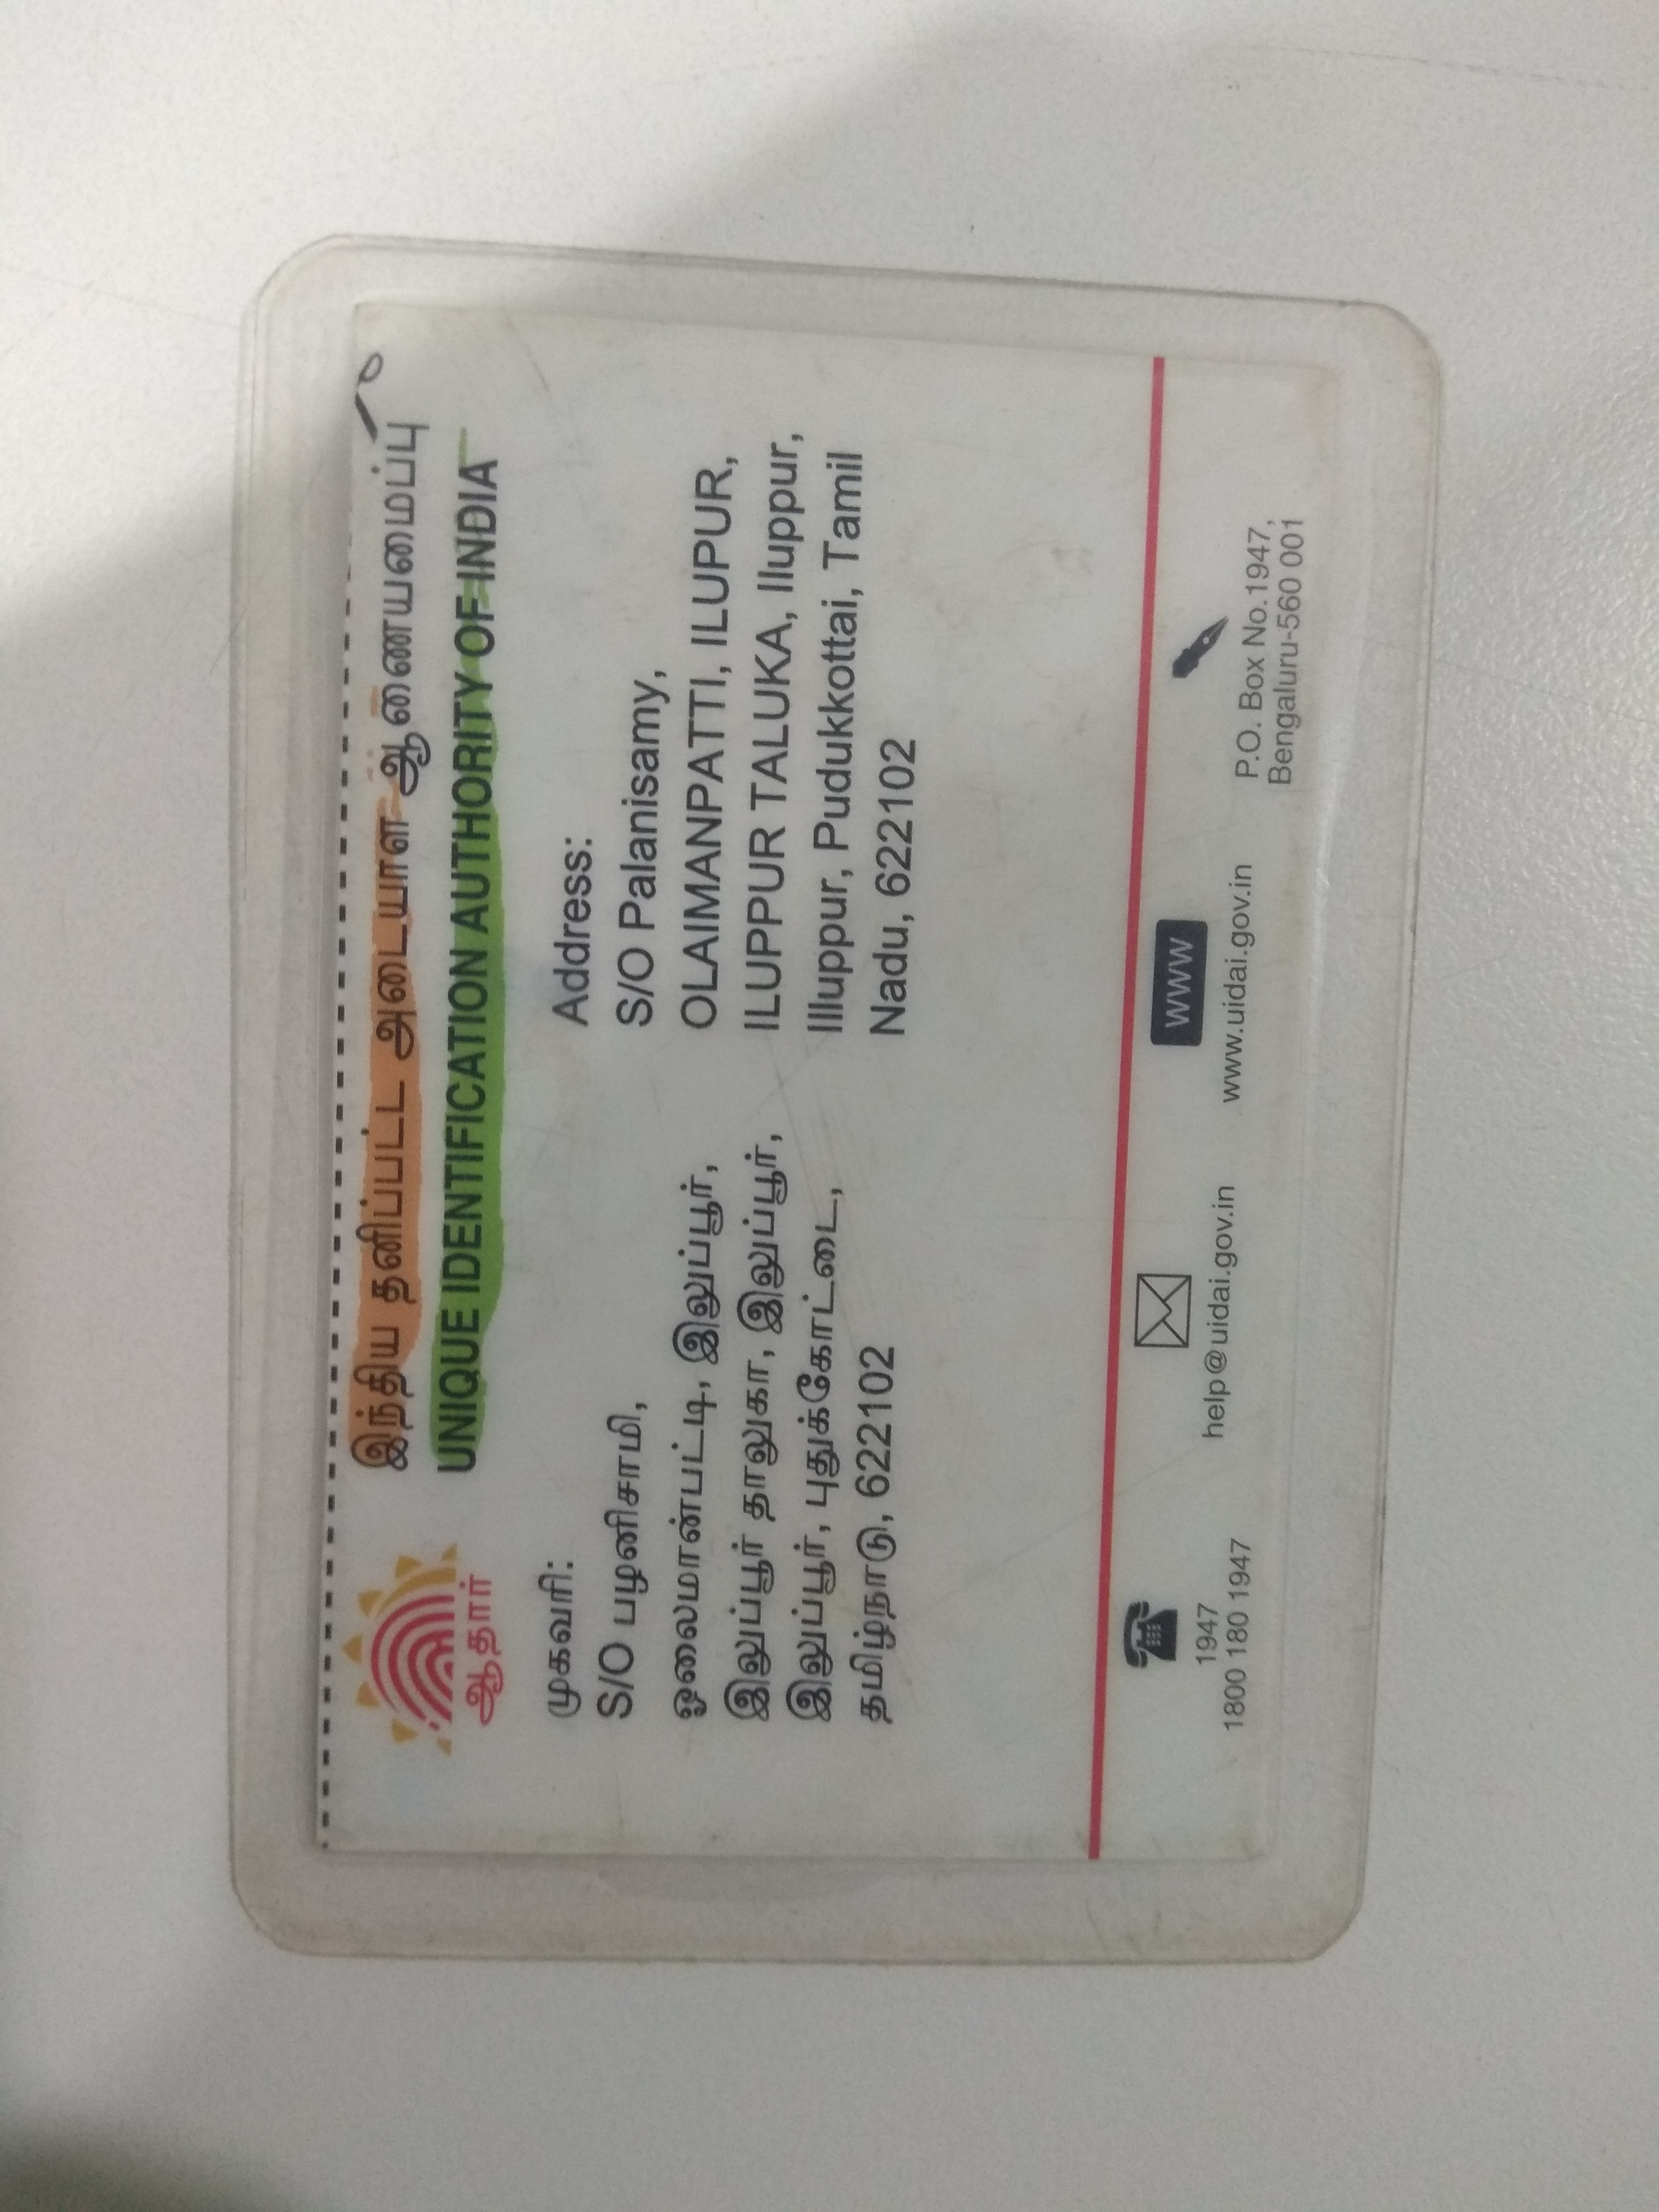 இந்திய தனிப்பட்ட அடையாள ஆணையமைப்பு
UNIQUE IDENTIFICATION AUTHORITY OF INDIA
ஆதார்
முகவரி:
S/O பழனிசாமி,
ஓலைமான்பட்டி, இலுப்பூர்,
இலுப்பூர் தாலுகா, இலுப்பூர்,
இலுப்பூர், புதுக்கோட்டை,
தமிழ்நாடு, 622102
Address:
S/O Palanisamy,
OLAIMANPATTI, ILUPUR,
ILUPPUR TALUKA, Iluppur,
Illuppur, Pudukkottai, Tamil
Nadu, 622102
1947
1800 180 1947
help@uidai.gov.in
WWW
www.uidai.gov.in
P.O. Box No.1947,
Bengaluru-560 001